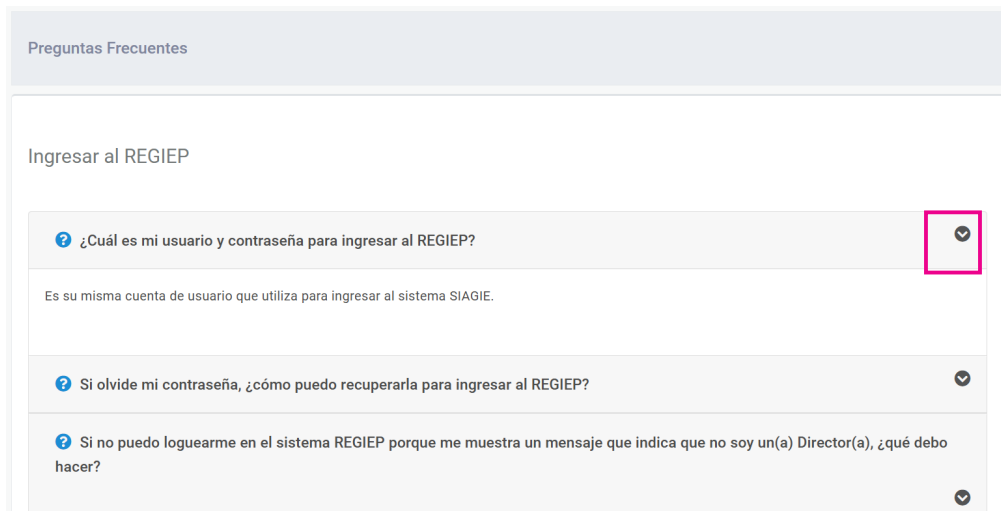 Preguntas Frecuentes
Ingresar al REGIEP
¿Cuál es mi usuario y contraseña para ingresar al REGIEP?
Es su misma cuenta de usuario que utiliza para ingresar al sistema SIAGIE.
Si olvide mi contraseña, ¿cómo puedo recuperarla para ingresar al REGIEP?
Si no puedo loguearme en el sistema REGIEP porque me muestra un mensaje que indica que no soy un(a) Director(a), ¿qué debo
hacer?